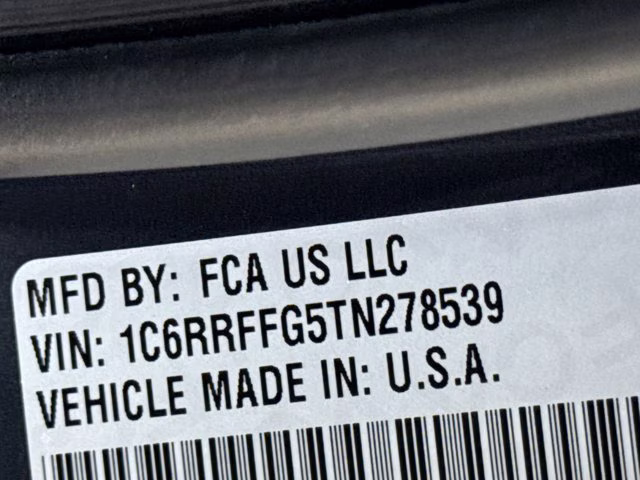 MFD BY: FCA US LLC
VIN: 1C6RRFFG5TN278539
VEHICLE MADE IN: U.S.A.